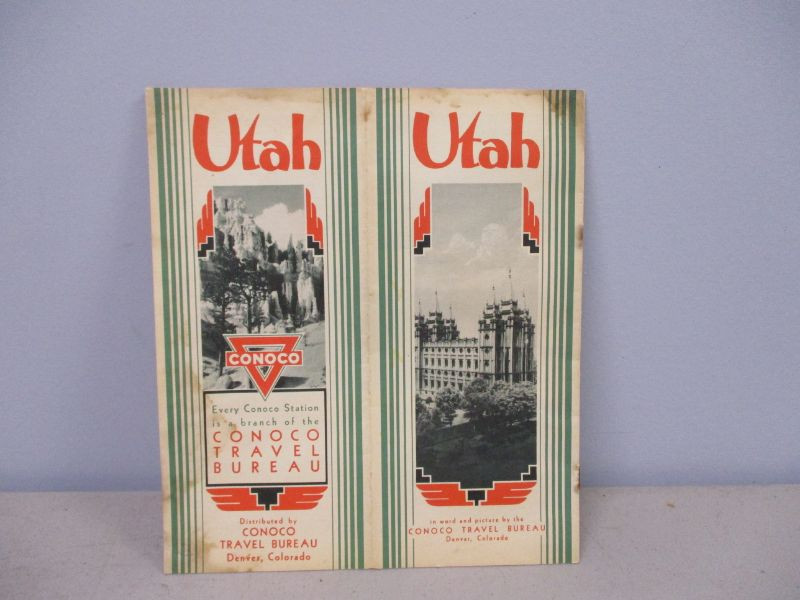 Utah
CONOCO
Every Conoco Station
is a branch of the
CONOCO
TRAVEL
BUREAU
Distributed by
CONOCO
TRAVEL BUREAU
Denver, Colorado
Utah
in word and picture by the
CONOCO TRAVEL BUREAU
Denver, Colorado